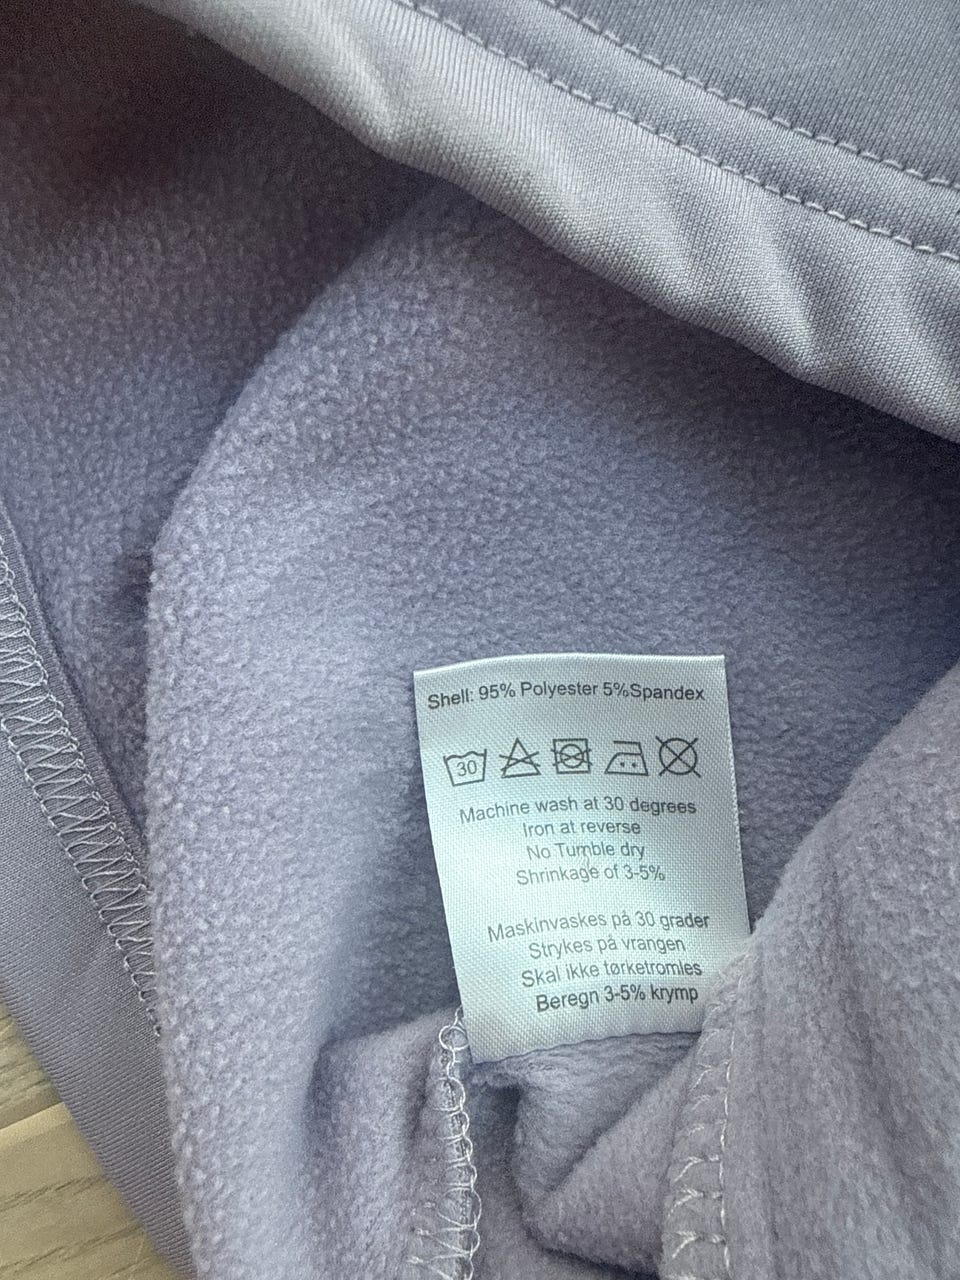 Shell: 95% Polyester 5%Spandex
30
Machine wash at 30 degrees
Iron at reverse
No Tumble dry
Shrinkage of 3-5%
Maskinvaskes på 30 grader
Strykes på vrangen
Skal ikke tørketromles
Beregn 3-5% krymp